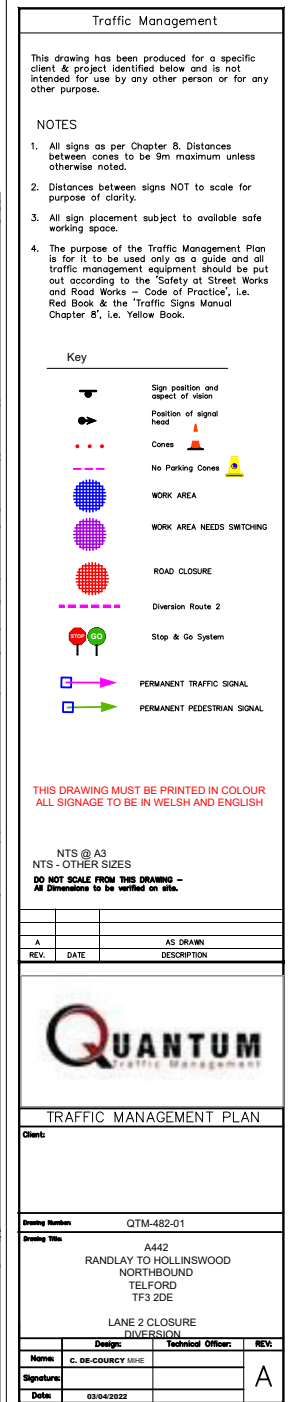 Traffic Management
This drawing has been produced for a specific
client & project identified below and is not
intended for use by any other person or for any
other purpose.
NOTES
1. All signs as per Chapter 8. Distances
between cones to be 9m maximum unless
otherwise noted.
2. Distances between signs NOT to scale for
purpose of clarity.
3. All sign placement subject to available safe
working space.
4. The purpose of the Traffic Management Plan
is for it to be used only as a guide and all
traffic management equipment should be put
out according to the 'Safety at Street Works
and Road Works – Code of Practice', i.e.
Red Book & the 'Traffic Signs Manual
Chapter 8', i.e. Yellow Book.
Key
Sign position and
aspect of vision
Position of signal
head
Cones
No Parking Cones
WORK AREA
WORK AREA NEEDS SWITCHING
ROAD CLOSURE
Diversion Route 2
STOP GO Stop & Go System
PERMANENT TRAFFIC SIGNAL
PERMANENT PEDESTRIAN SIGNAL
THIS DRAWING MUST BE PRINTED IN COLOUR
ALL SIGNAGE TO BE IN WELSH AND ENGLISH
NTS @ A3
NTS - OTHER SIZES
DO NOT SCALE FROM THIS DRAWING –
All Dimensions to be verified on site.
A AS DRAWN
REV. DATE DESCRIPTION
QUANTUM
Traffic Management
TRAFFIC MANAGEMENT PLAN
Client:
Drawing Number: QTM-482-01
Drawing Title:
A442
RANDLAY TO HOLLINSWOOD
NORTHBOUND
TELFORD
TF3 2DE
LANE 2 CLOSURE
DIVERSION
Design: Technical Officer: REV:
Name: C. DE-COURCY MIHE
Signature: A
Date: 03/04/2022